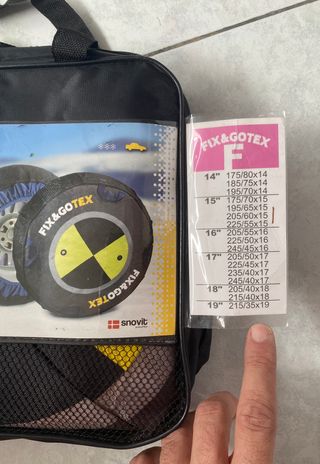 FIX&GOTEX
F
14" 175/80x14
185/75x14
195/70x14
15" 175/70x15
195/65x15
205/60x15
225/55x15
16" 205/55x16
225/50x16
245/45x16
17" 205/50x17
225/45x17
235/40x17
245/40x17
18" 205/40x18
215/40x18
19" 215/35x19
FIX&GOTEX
FIX&GOTEX
snovit